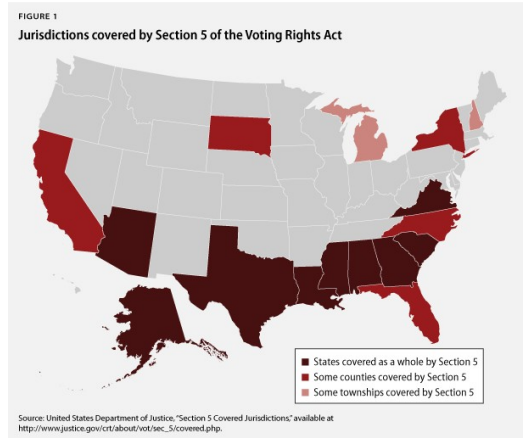 FIGURE 1
Jurisdictions covered by Section 5 of the Voting Rights Act
States covered as a whole by Section 5
Some counties covered by Section 5
Some townships covered by Section 5
Source: United States Department of Justice, “Section 5 Covered Jurisdictions,” available at
http://www.justice.gov/crt/about/vot/sec_5/covered.php.